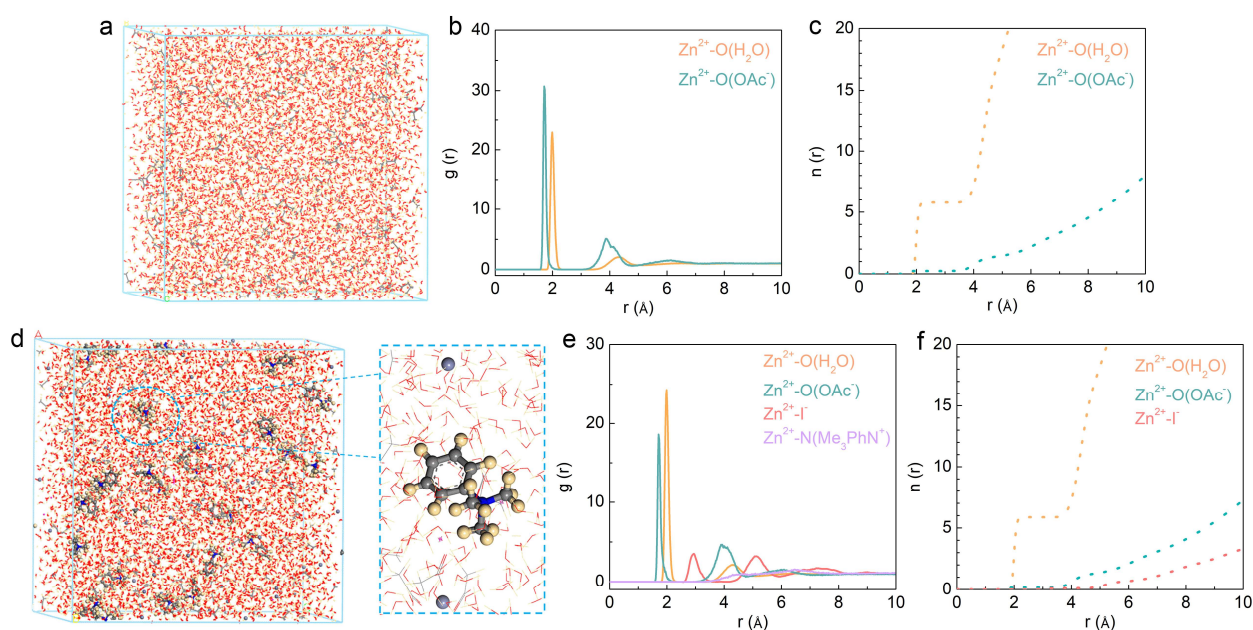 a
b
40
30
20
10
0
g (r)
Zn²⁺-O(H₂O)
Zn²⁺-O(OAc⁻)
0 2 4 6 8 10
r (Å)
c
20
15
10
5
0
n (r)
Zn²⁺-O(H₂O)
Zn²⁺-O(OAc⁻)
0 2 4 6 8 10
r (Å)
d
e
30
20
10
0
g (r)
Zn²⁺-O(H₂O)
Zn²⁺-O(OAc⁻)
Zn²⁺-I⁻
Zn²⁺-N(Me₃PhN⁺)
0 2 4 6 8 10
r (Å)
f
20
15
10
5
0
n (r)
Zn²⁺-O(H₂O)
Zn²⁺-O(OAc⁻)
Zn²⁺-I⁻
0 2 4 6 8 10
r (Å)